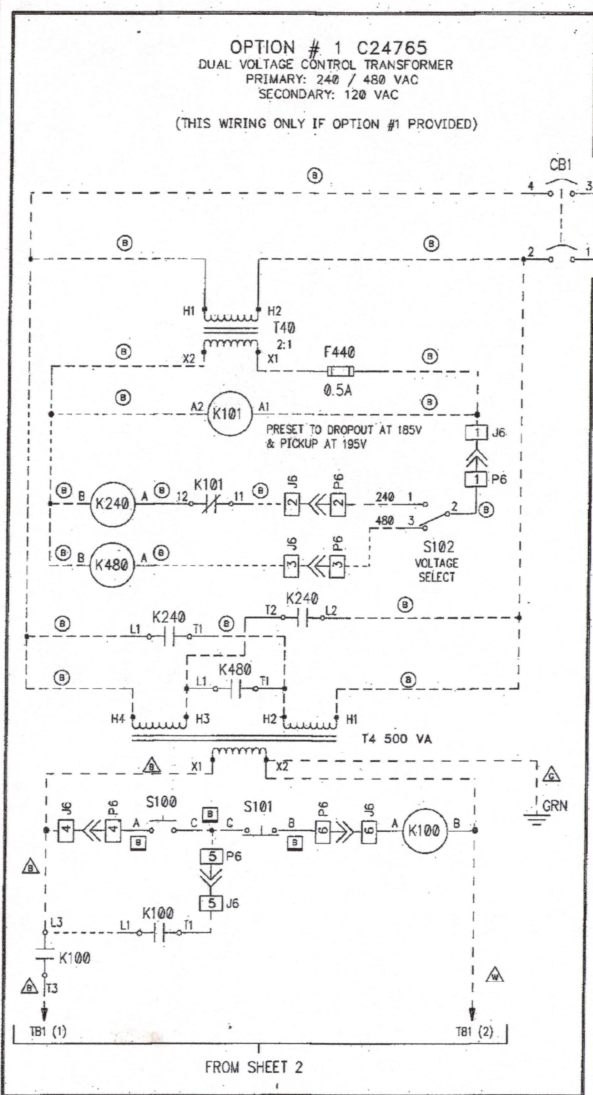 OPTION # 1 C24765
DUAL VOLTAGE CONTROL TRANSFORMER
PRIMARY: 240 / 480 VAC
SECONDARY: 120 VAC
(THIS WIRING ONLY IF OPTION #1 PROVIDED)
CB1
B
4 3
B B
2 1
H1 H2
T40
2:1
X2 X1
F440
B B
0.5A
B A2 K101 A1 B
PRESET TO DROPOUT AT 185V
& PICKUP AT 195V
1 J6
1 P6
B B K240 A B 12 K101 11 B J6 2 P6 2 240 1
2 B
480 3
B B K480 A B J6 3 P6 3
S102
VOLTAGE
SELECT
K240
T2 L2 B
K240
B L1 T1 B
K480
B L1 T1 B
H4 H3 H2 H1
T4 500 VA
B X1 X2 G
GRN
J6 P6 S100 B S101 P6 J6
4 4 A C C B 6 6 A K100 B
B B
5 P6
B
5 J6
K100
L3 L1 T1
K100
B T3 W
TB1 (1) TB1 (2)
FROM SHEET 2